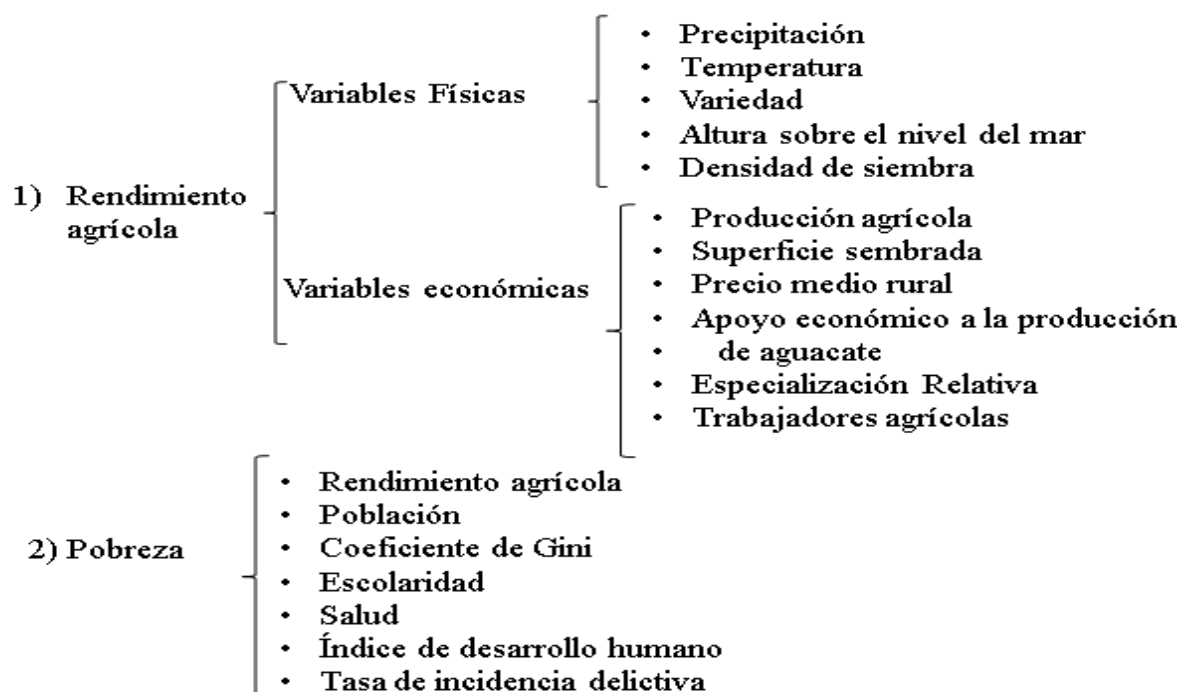 1) Rendimiento
agrícola
Variables Físicas
• Precipitación
• Temperatura
• Variedad
• Altura sobre el nivel del mar
• Densidad de siembra
Variables económicas
• Producción agrícola
• Superficie sembrada
• Precio medio rural
• Apoyo económico a la producción
• de aguacate
• Especialización Relativa
• Trabajadores agrícolas
2) Pobreza
• Rendimiento agrícola
• Población
• Coeficiente de Gini
• Escolaridad
• Salud
• Índice de desarrollo humano
• Tasa de incidencia delictiva